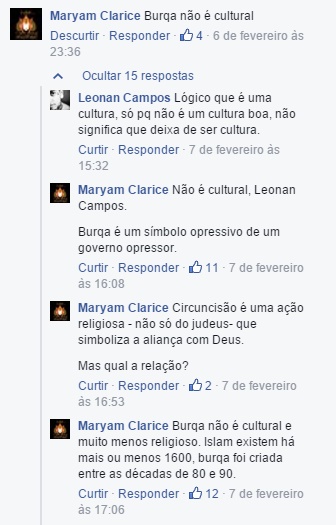 Maryam Clarice Burqa não é cultural
Descurtir · Responder · 4 · 6 de fevereiro às
23:36
Ocultar 15 respostas
Leonan Campos Lógico que é uma
cultura, só pq não é um cultura boa, não
significa que deixa de ser cultura.
Curtir · Responder · 7 de fevereiro às
15:32
Maryam Clarice Não é cultural, Leonan
Campos.
Burqa é um símbolo opressivo de um
governo opressor.
Curtir · Responder · 11 · 7 de fevereiro
às 16:08
Maryam Clarice Circuncisão é uma ação
religiosa - não só do judeus- que
simboliza a aliança com Deus.
Mas qual a relação?
Curtir · Responder · 2 · 7 de fevereiro
às 16:53
Maryam Clarice Burqa não é cultural e
muito menos religioso. Islam existem há
mais ou menos 1600, burqa foi criada
entre as décadas de 80 e 90.
Curtir · Responder · 12 · 7 de fevereiro
às 17:06